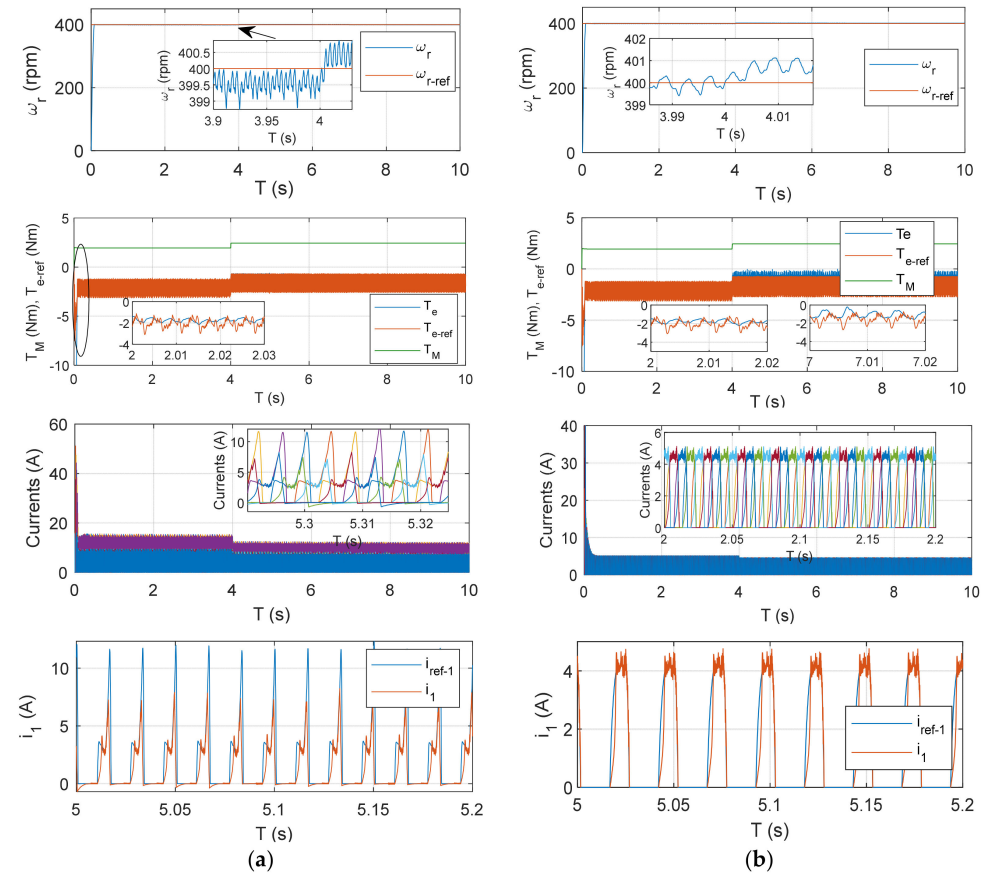 400
200
0
0 2 4 6 8 10
ω_r (rpm)
T (s)
400.5
400
399.5
399
3.9 3.95 4
ω_r (rpm)
T (s)
ω_r
ω_r-ref
400
200
0
0 2 4 6 8 10
ω_r (rpm)
T (s)
402
401
400
399
3.99 4 4.01
ω_r (rpm)
T (s)
ω_r
ω_r-ref
5
0
-5
-10
0 2 4 6 8 10
T_M (Nm), T_e-ref (Nm)
T (s)
0
-2
-4
2 2.01 2.02 2.03
T_e
T_e-ref
T_M
5
0
-5
-10
0 2 4 6 8 10
T_M (Nm), T_e-ref (Nm)
T (s)
0
-2
-4
2 2.01 2.02
0
-2
-4
7 7.01 7.02
Te
T_e-ref
T_M
60
40
20
0
0 2 4 6 8 10
Currents (A)
T (s)
10
5
0
5.3 5.31 5.32
Currents (A)
T (s)
40
30
20
10
0
0 2 4 6 8 10
Currents (A)
T (s)
6
4
2
0
2 2.05 2.1 2.15 2.2
Currents (A)
T (s)
10
5
0
5 5.05 5.1 5.15 5.2
i_1 (A)
T (s)
i_ref-1
i_1
4
2
0
5 5.05 5.1 5.15 5.2
i_1 (A)
T (s)
i_ref-1
i_1
(a)
(b)